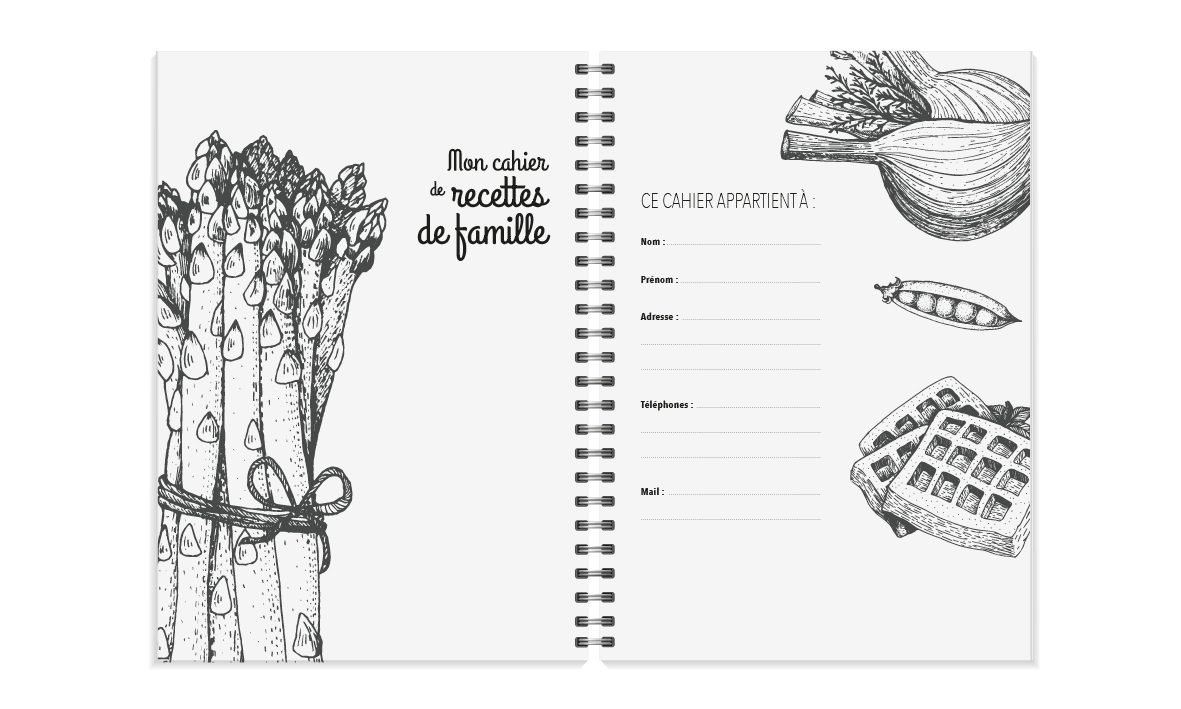 Mon cahier
de recettes
de famille
CE CAHIER APPARTIENT À :
Nom :
Prénom :
Adresse :
Téléphones :
Mail :